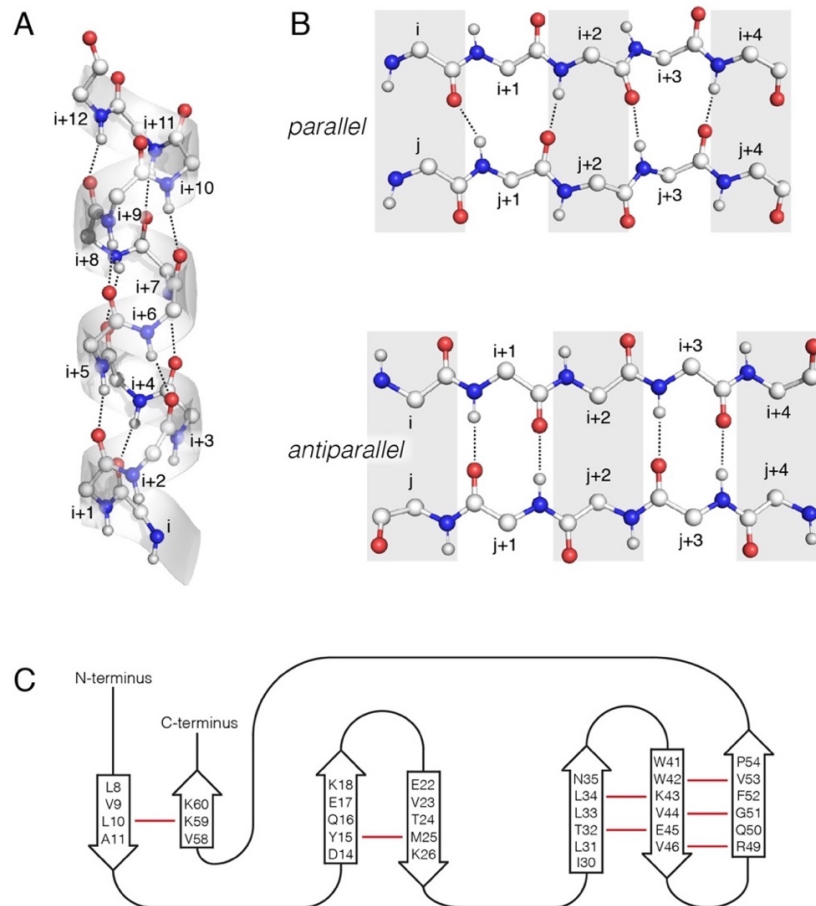 A
i+12
i+11
i+10
i+9
i+8
i+7
i+6
i+5
i+4
i+3
i+2
i+1
i
B
parallel
i
i+1
i+2
i+3
i+4
j
j+1
j+2
j+3
j+4
antiparallel
i
i+1
i+2
i+3
i+4
j
j+1
j+2
j+3
j+4
C
N-terminus
C-terminus
L8
V9
L10
A11
K60
K59
V58
K18
E17
Q16
Y15
D14
E22
V23
T24
M25
K26
N35
L34
L33
T32
L31
I30
W41
W42
K43
V44
E45
V46
P54
V53
F52
G51
Q50
R49